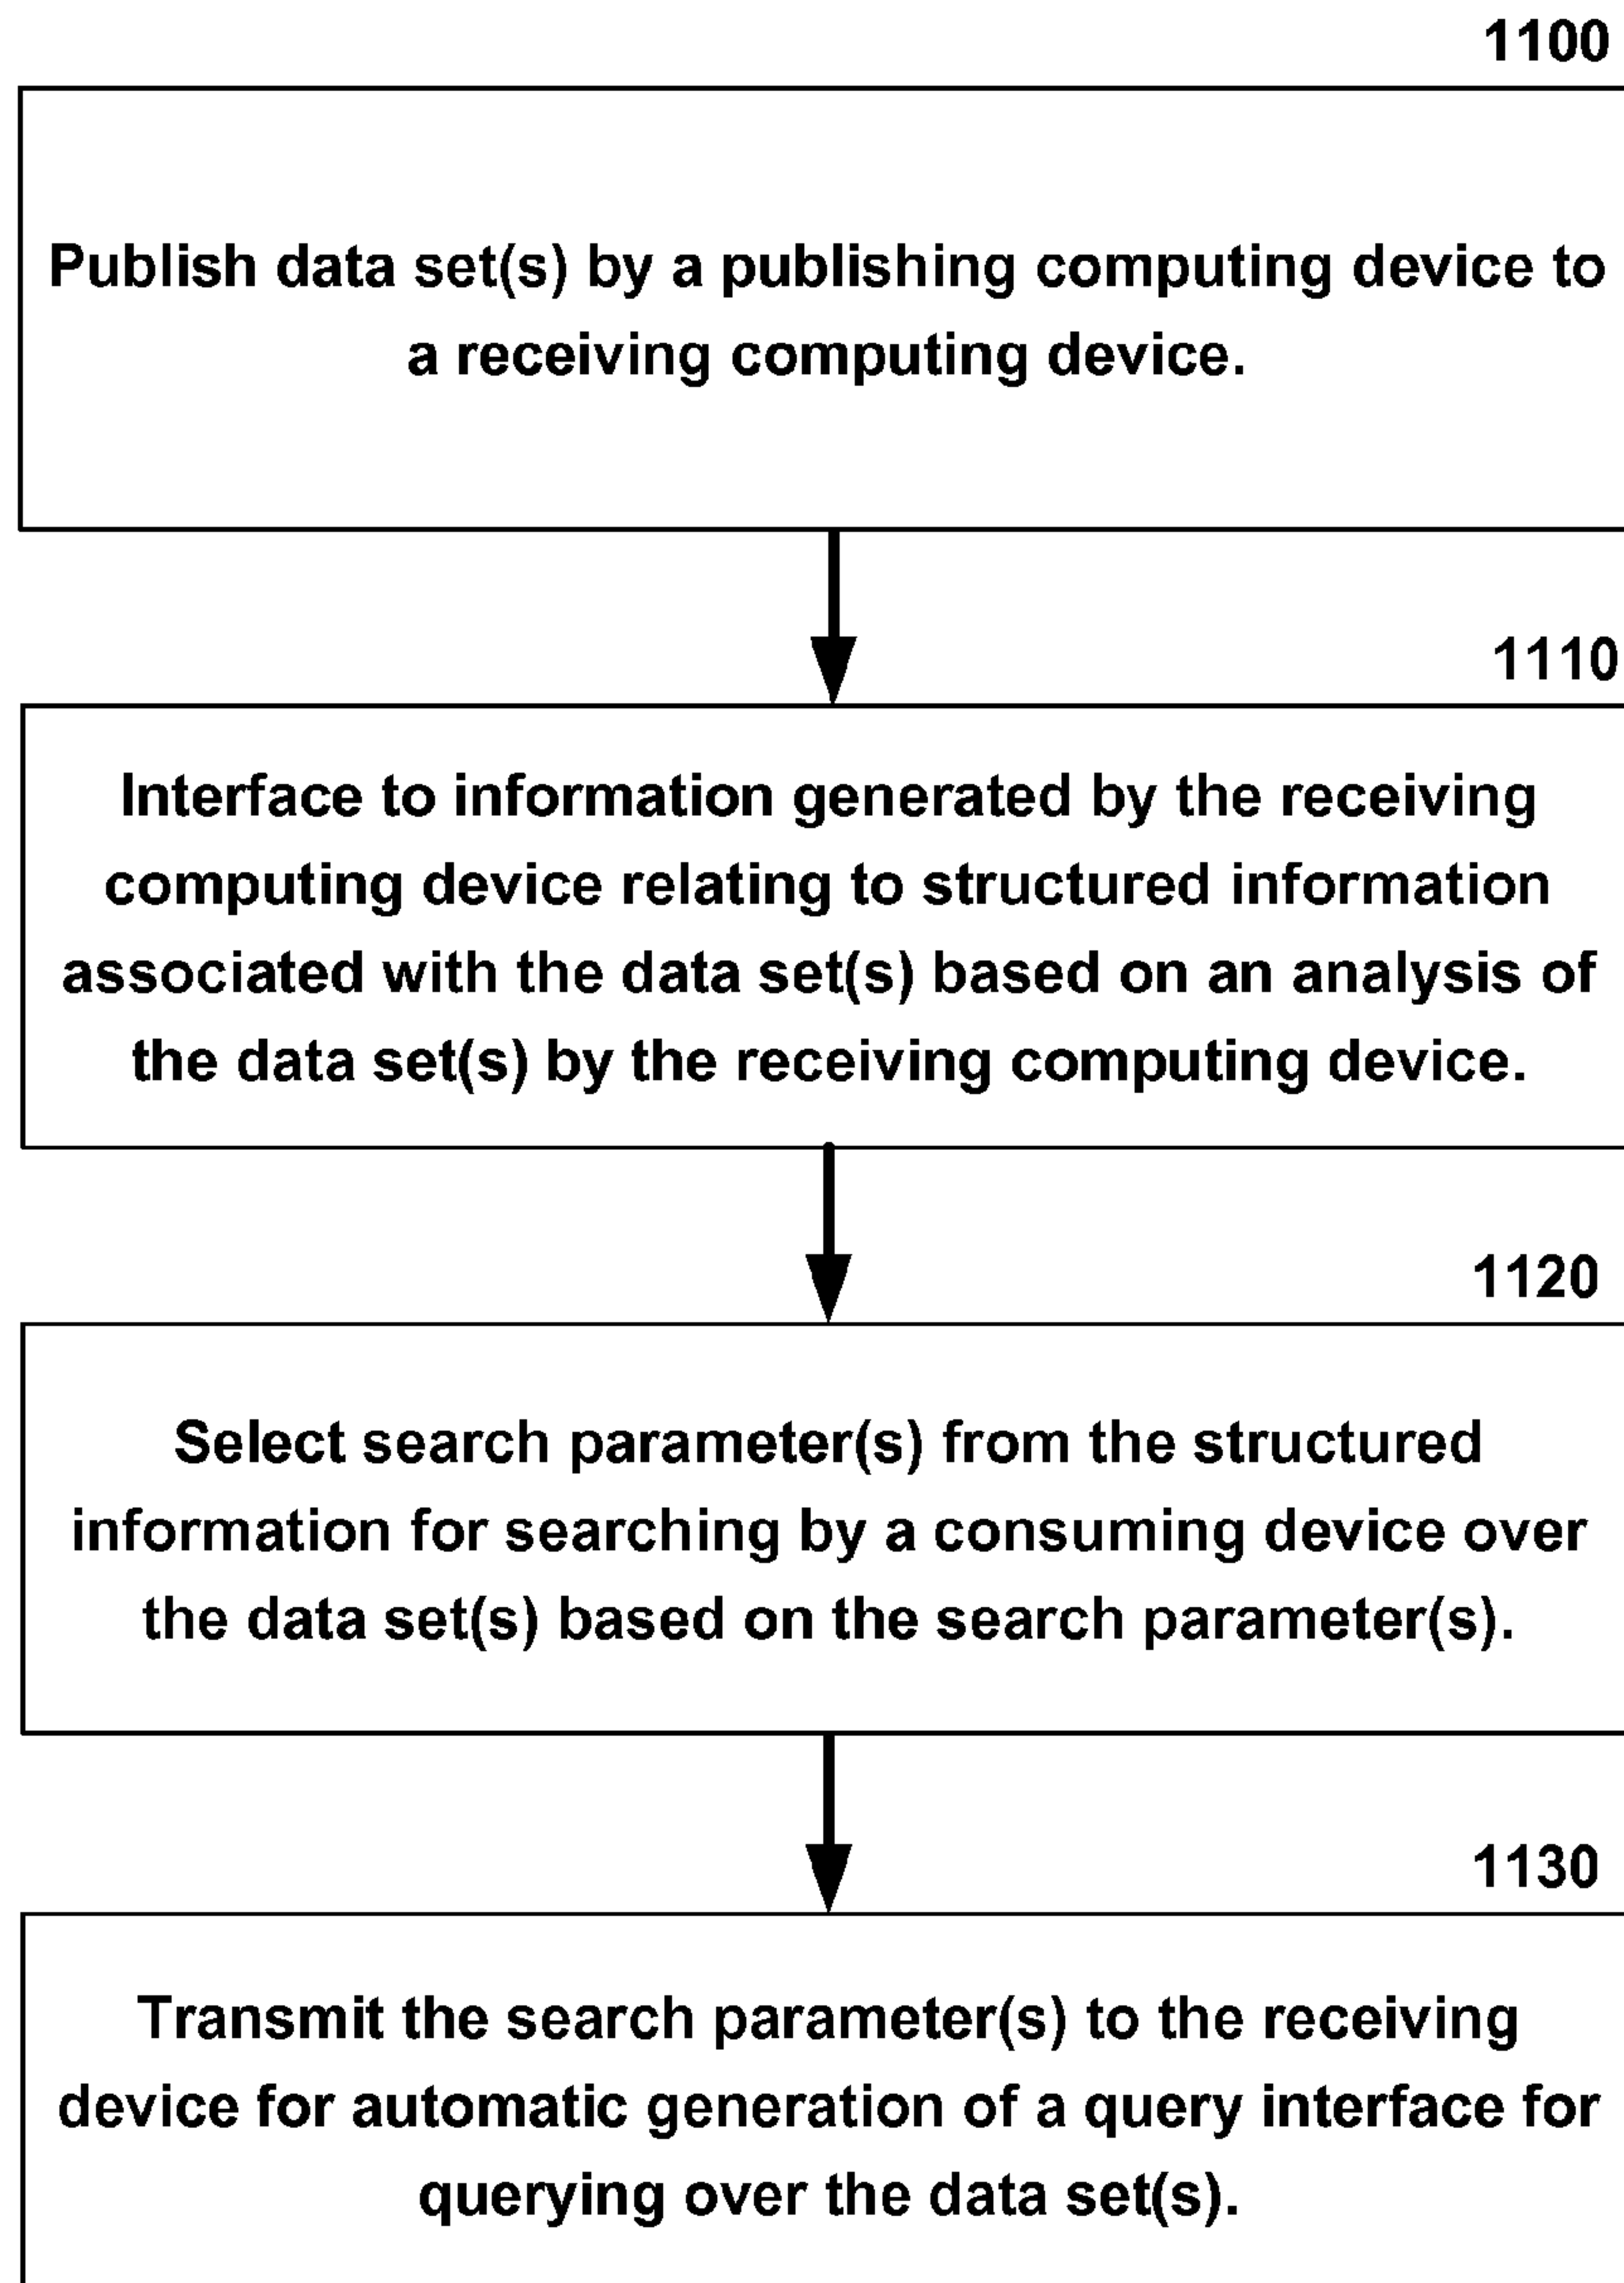 1100
Publish data set(s) by a publishing computing device to
a receiving computing device.
1110
Interface to information generated by the receiving
computing device relating to structured information
associated with the data set(s) based on an analysis of
the data set(s) by the receiving computing device.
1120
Select search parameter(s) from the structured
information for searching by a consuming device over
the data set(s) based on the search parameter(s).
1130
Transmit the search parameter(s) to the receiving
device for automatic generation of a query interface for
querying over the data set(s).